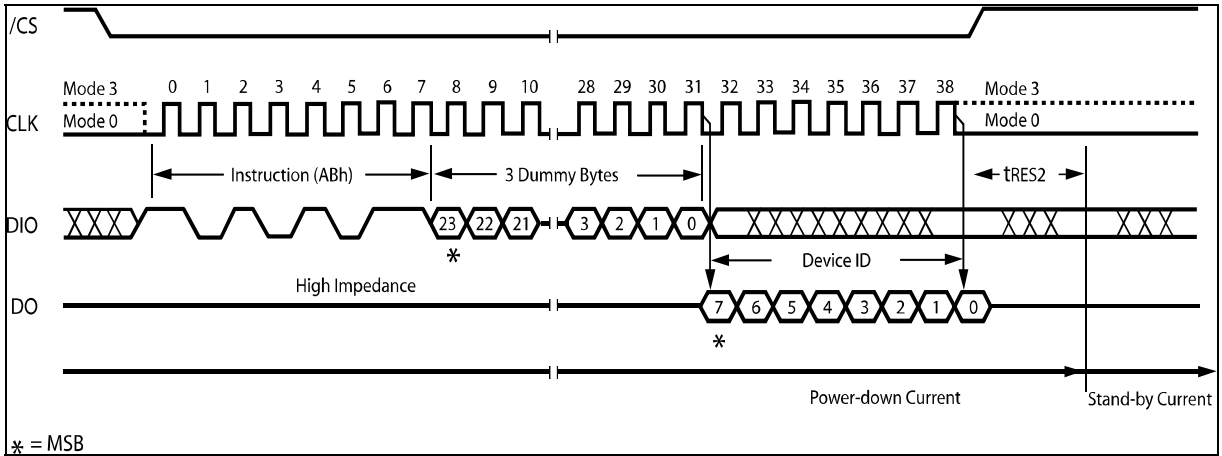 /CS
Mode 3 0 1 2 3 4 5 6 7 8 9 10 28 29 30 31 32 33 34 35 36 37 38 Mode 3
CLK Mode 0 Mode 0
Instruction (ABh) 3 Dummy Bytes tRES2
DIO 23 22 21 3 2 1 0
* Device ID
High Impedance
DO 7 6 5 4 3 2 1 0
*
Power-down Current Stand-by Current
* = MSB